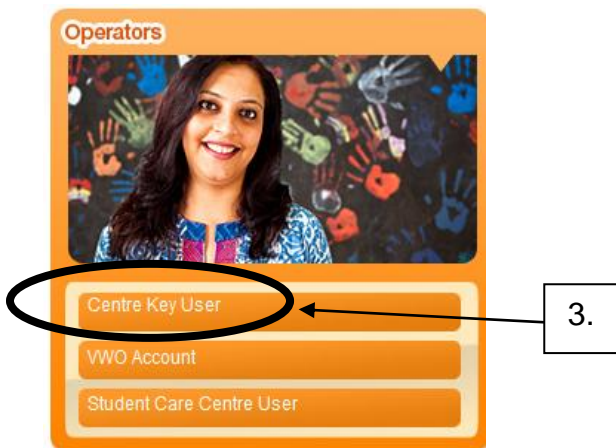 Operators
Centre Key User
3.
VWO Account
Student Care Centre User